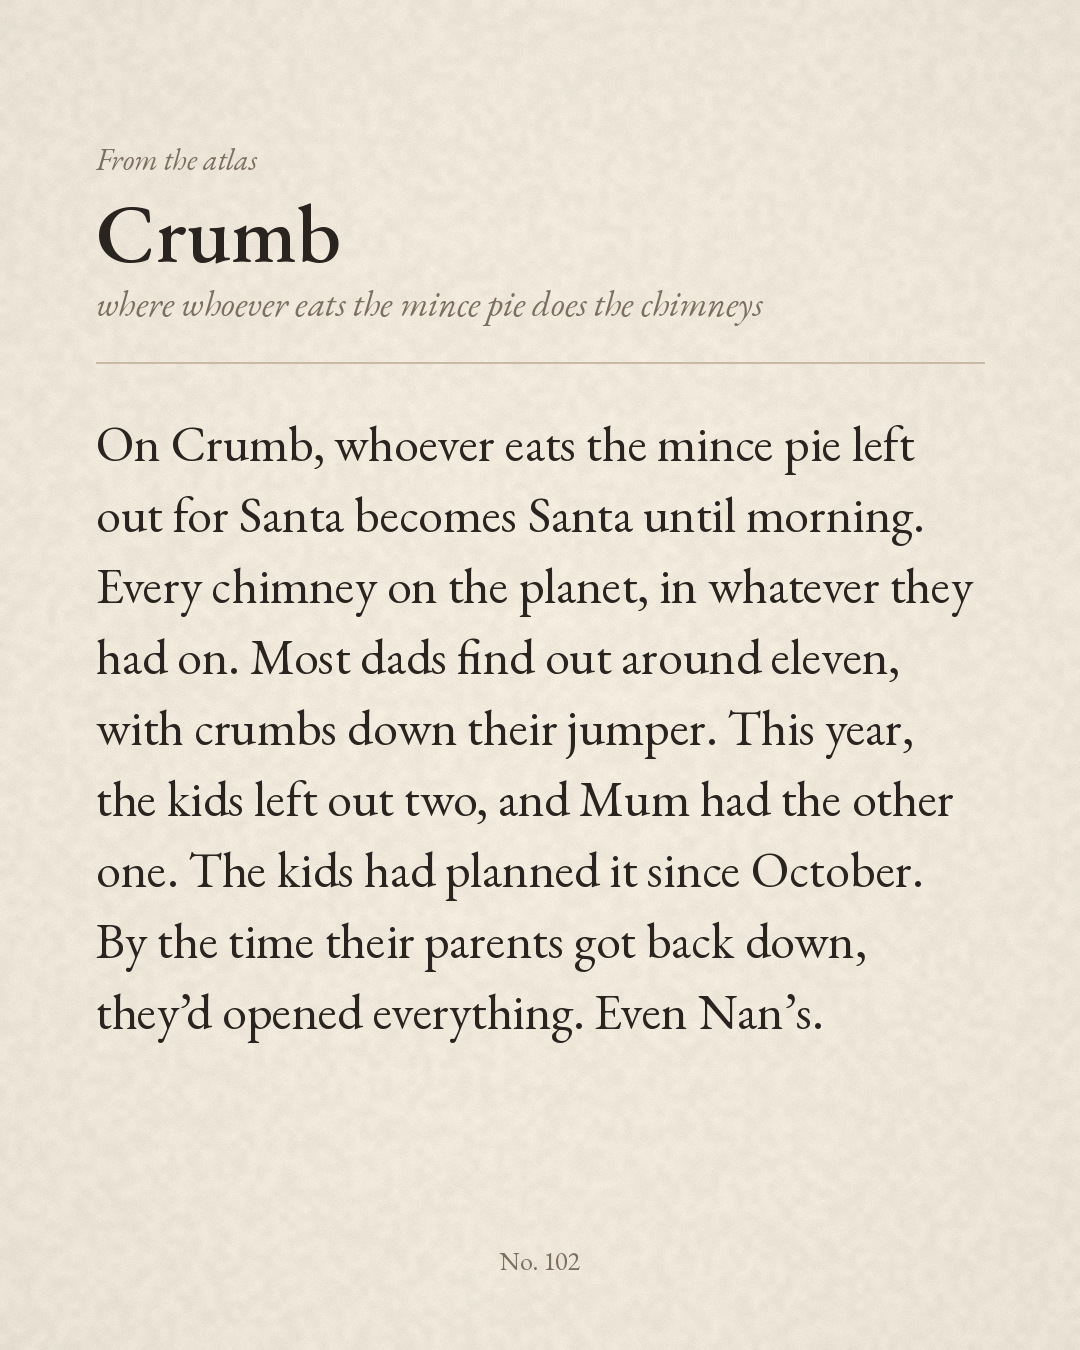 From the atlas
Crumb
where whoever eats the mince pie does the chimneys
On Crumb, whoever eats the mince pie left
out for Santa becomes Santa until morning.
Every chimney on the planet, in whatever they
had on. Most dads find out around eleven,
with crumbs down their jumper. This year,
the kids left out two, and Mum had the other
one. The kids had planned it since October.
By the time their parents got back down,
they’d opened everything. Even Nan’s.
No. 102